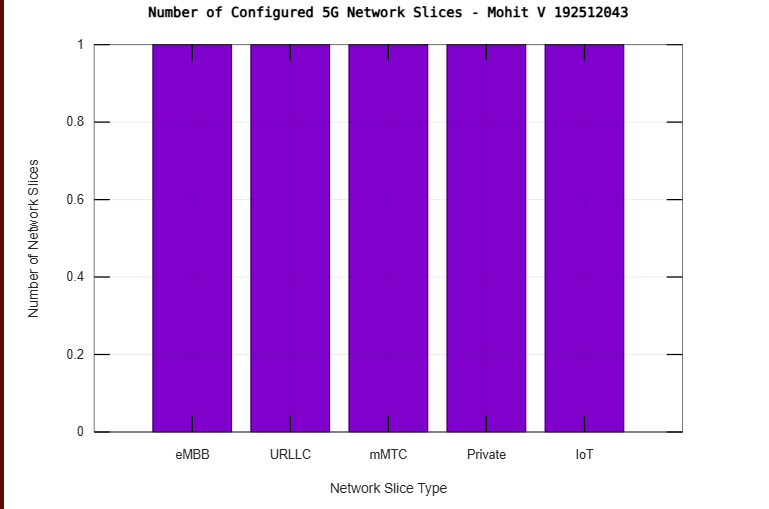 Number of Configured 5G Network Slices - Mohit V 192512043
1
0.8
0.6
0.4
0.2
0
Number of Network Slices
eMBB URLLC mMTC Private IoT
Network Slice Type